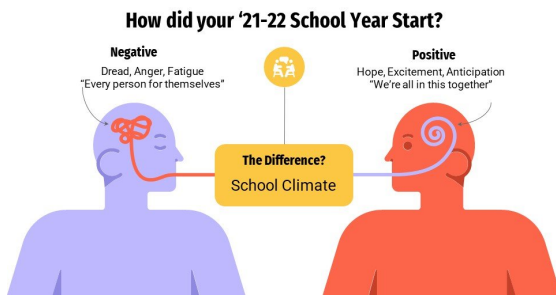 How did your ‘21-22 School Year Start?
Negative
Dread, Anger, Fatigue
“Every person for themselves”
Positive
Hope, Excitement, Anticipation
“We’re all in this together”
The Difference?
School Climate